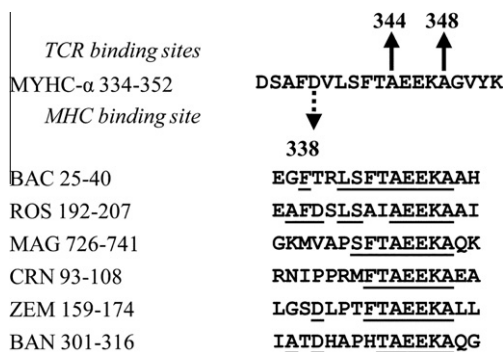 344 348
TCR binding sites
MYHC-α 334-352 DSAFDVLSFTAEEKAGVYK
MHC binding site
338
BAC 25-40 EGFTRLSFTAEEKAAH
ROS 192-207 EAFDSLSAIAEEKAAI
MAG 726-741 GKMVAPSFTAEEKAQK
CRN 93-108 RNIPPRMFTAEEKAEA
ZEM 159-174 LGSDLPTFTAEEKALL
BAN 301-316 IATDHAPHTAEEKAQG